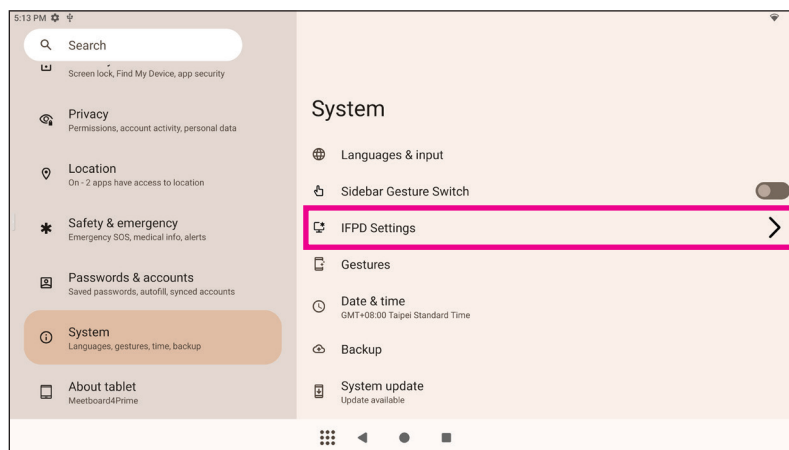 5:13 PM
Search
Screen lock, Find My Device, app security
Privacy
Permissions, account activity, personal data
Location
On - 2 apps have access to location
Safety & emergency
Emergency SOS, medical info, alerts
Passwords & accounts
Saved passwords, autofill, synced accounts
System
Languages, gestures, time, backup
About tablet
Meetboard4Prime
System
Languages & input
Sidebar Gesture Switch
IFPD Settings
Gestures
Date & time
GMT+08:00 Taipei Standard Time
Backup
System update
Update available